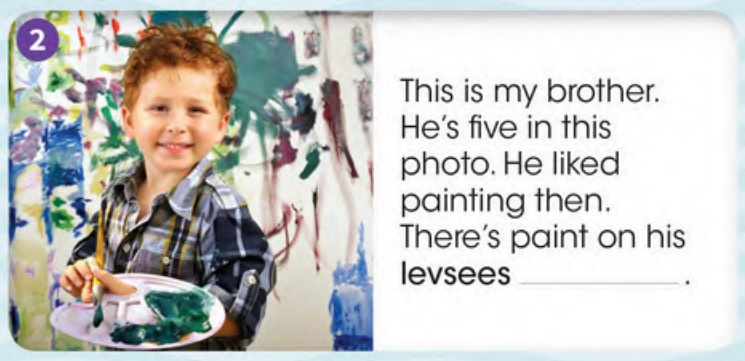 2
This is my brother.
He's five in this
photo. He liked
painting then.
There's paint on his
levsees ____________ .